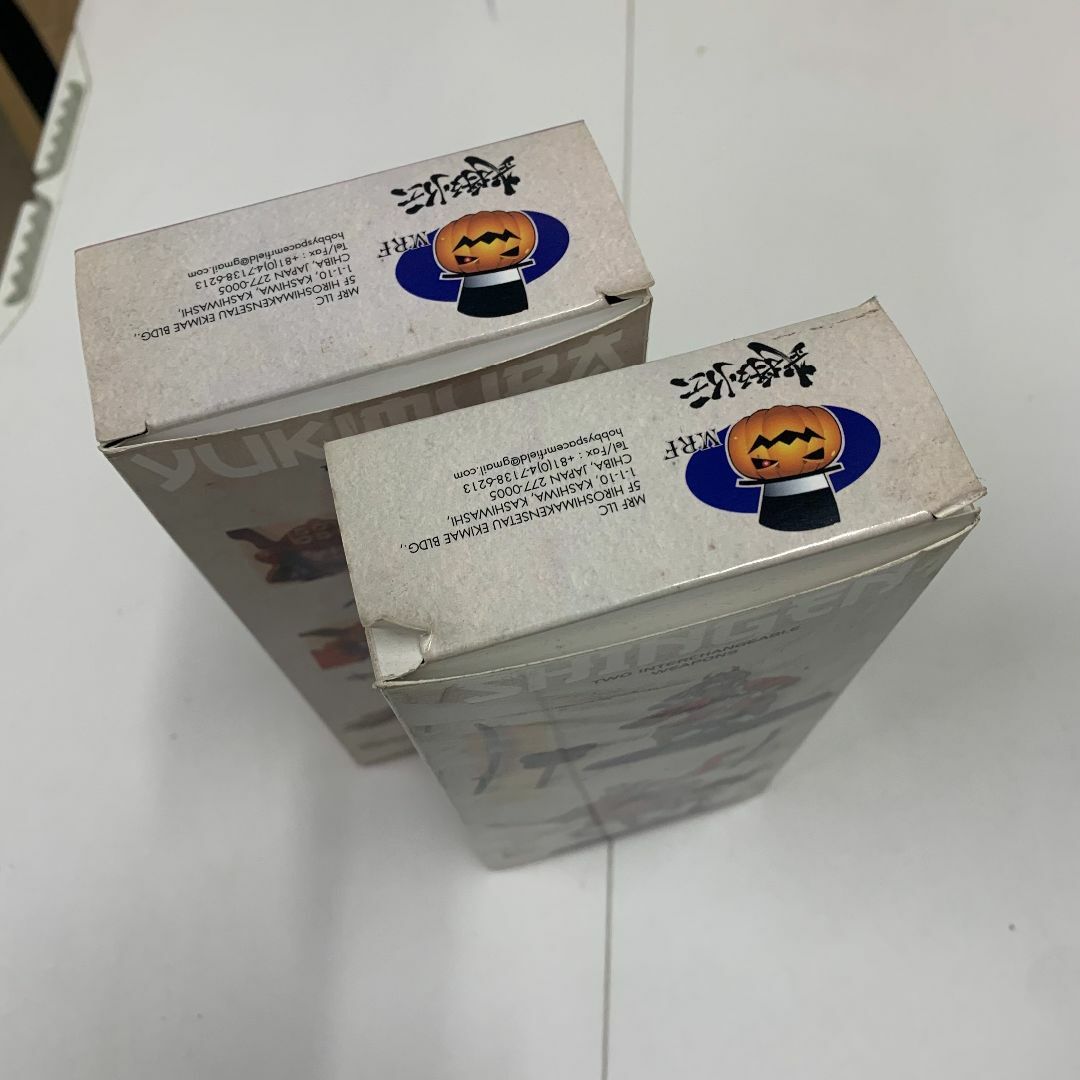 MRF LLC
5F HIROSHIMAKENSETAU EKIMAE BLDG.,
1-1-10, KASHIWA, KASHIWASHI,
CHIBA, JAPAN 277-0005
Tel/Fax : +81(0)4-7138-6213
hobbyspacemrfield@gmail.com
MRF
YUKIMURA
MRF LLC
5F HIROSHIMAKENSETAU EKIMAE BLDG.,
1-1-10, KASHIWA, KASHIWASHI,
CHIBA, JAPAN 277-0005
Tel/Fax : +81(0)4-7138-6213
hobbyspacemrfield@gmail.com
MRF
SHINGEN
TWO INTERCHANGEABLE
WEAPONS